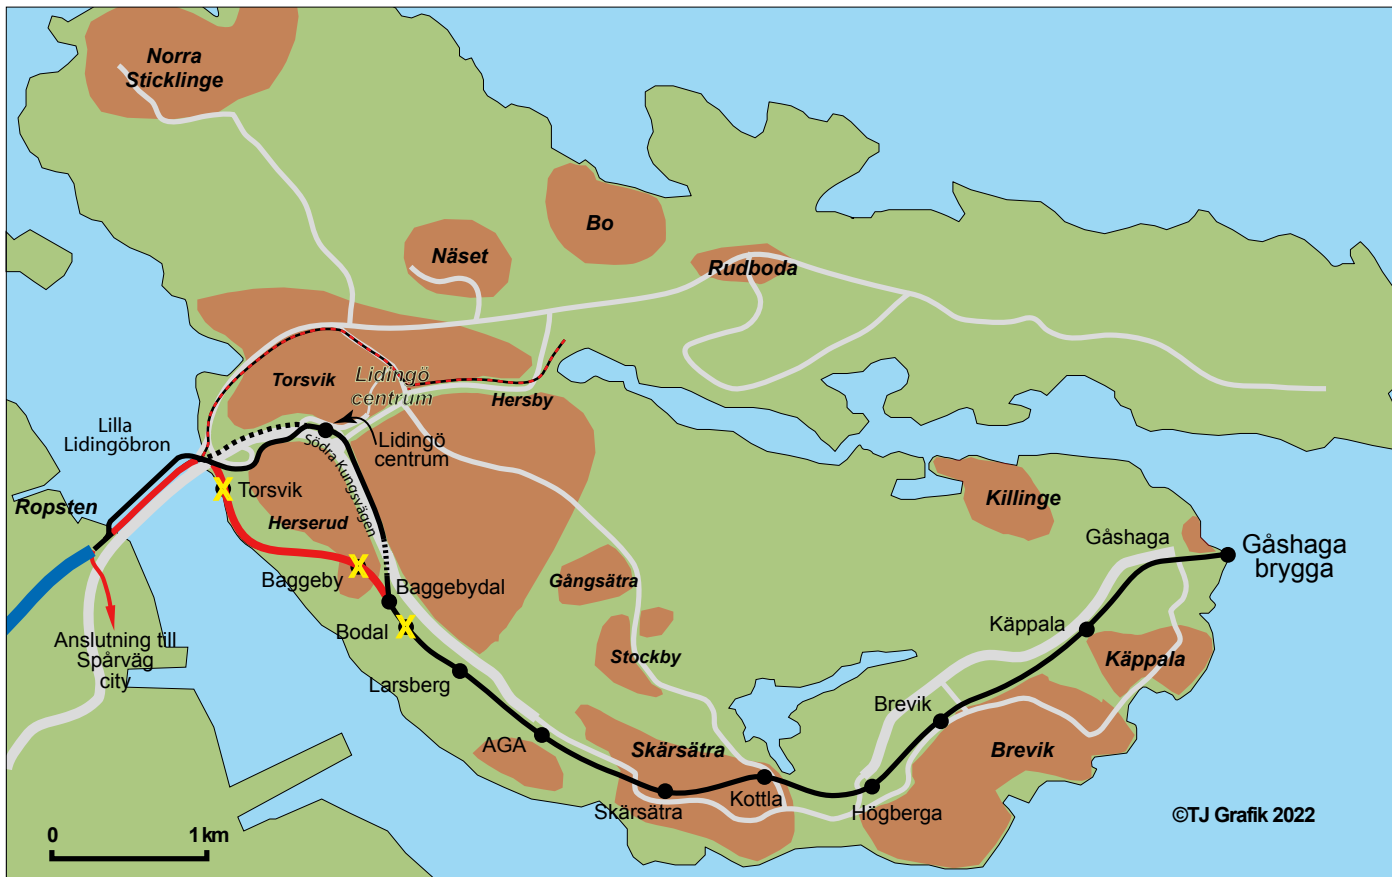 Norra
Sticklinge
Bo
Näset
Rudboda
Torsvik
Lidingö
centrum
Hersby
Lilla
Lidingöbron
Lidingö
centrum
Södra Kungsvägen
Ropsten
Torsvik
Herserud
Killinge
Gåshaga
Gåshaga
brygga
Baggeby
Baggebydal
Gångsätra
Bodal
Käppala
Anslutning till
Spårväg
city
Stockby
Käppala
Larsberg
Brevik
AGA
Skärsätra
Brevik
Kottla
Skärsätra
Högberga
©TJ Grafik 2022
0
1 km